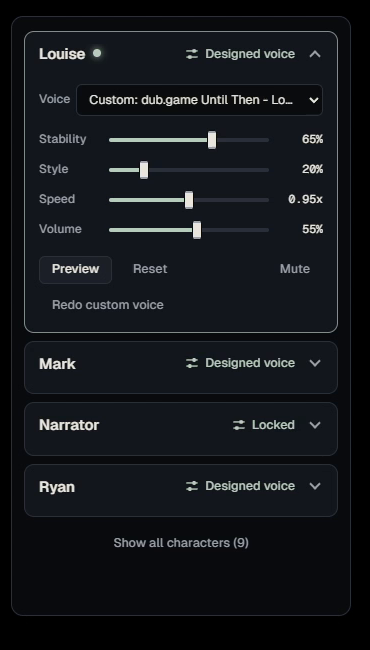 Louise Designed voice
Voice Custom: dub.game Until Then - Lo...
Stability 65%
Style 20%
Speed 0.95x
Volume 55%
Preview Reset Mute
Redo custom voice
Mark Designed voice
Narrator Locked
Ryan Designed voice
Show all characters (9)